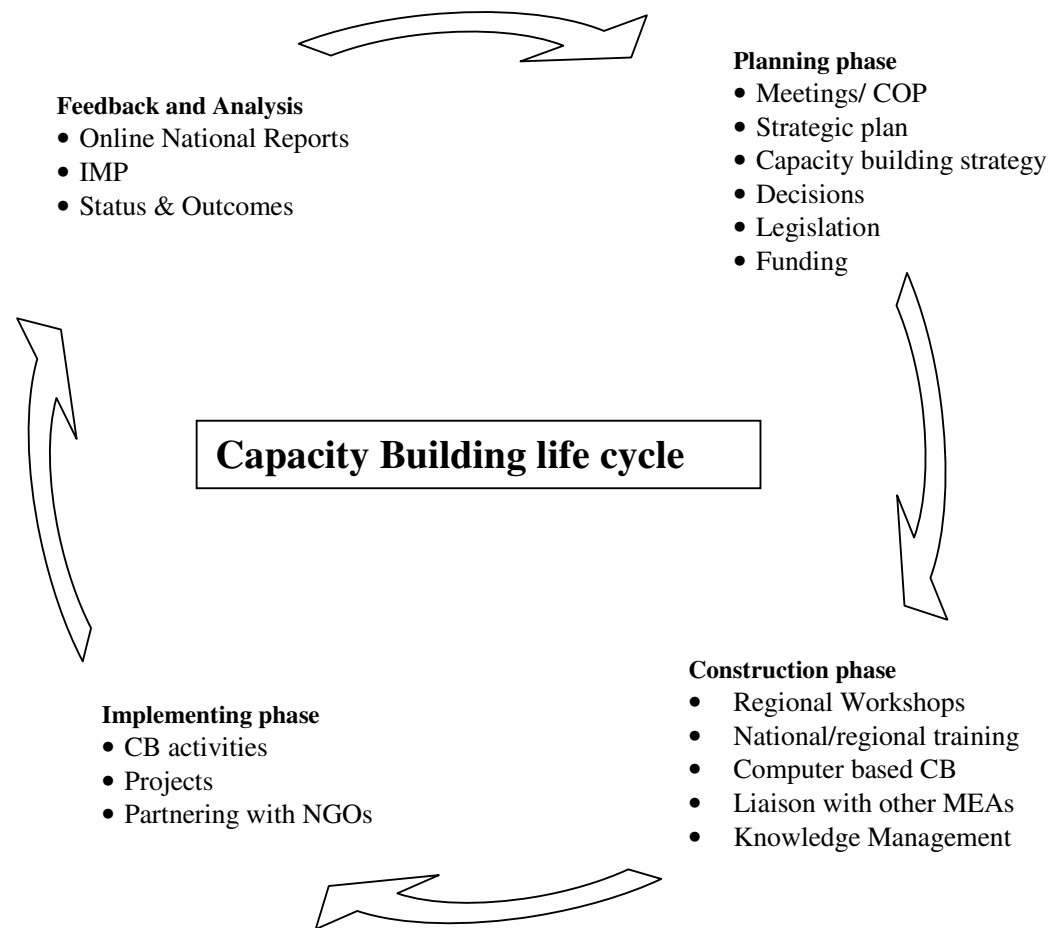 Feedback and Analysis
• Online National Reports
• IMP
• Status & Outcomes
Planning phase
• Meetings/ COP
• Strategic plan
• Capacity building strategy
• Decisions
• Legislation
• Funding
Capacity Building life cycle
Implementing phase
• CB activities
• Projects
• Partnering with NGOs
Construction phase
• Regional Workshops
• National/regional training
• Computer based CB
• Liaison with other MEAs
• Knowledge Management